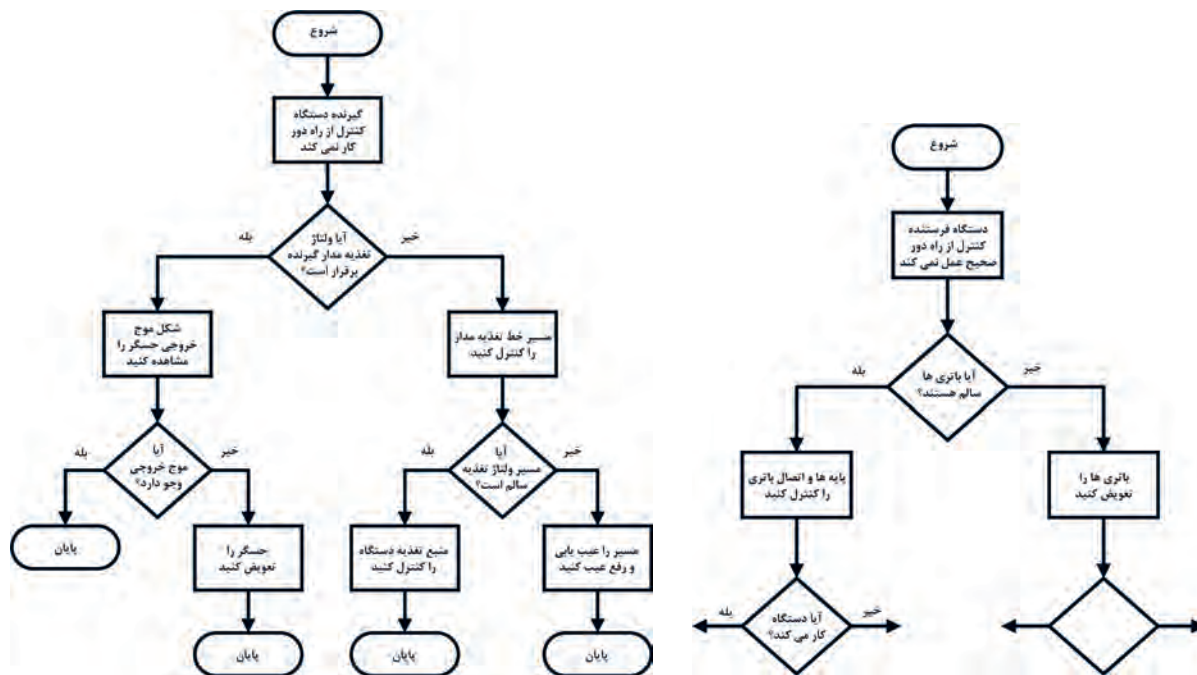 شروع
گیرنده دستگاه
کنترل از راه دور
کار نمی کند
آیا ولتاژ
تغذیه مدار گیرنده
برقرار است؟
بله
خیر
شکل موج
خروجی حسگر را
مشاهده کنید
مسیر خط تغذیه مدار
را کنترل کنید
آیا
موج خروجی
وجو دارد؟
بله
خیر
آیا
مسیر ولتاژ تغذیه
سالم است؟
بله
خیر
پایان
حسگر را
تعویض کنید
منبع تغذیه دستگاه
را کنترل کنید
مسیر را عیب یابی
و رفع عیب کنید
پایان
پایان
پایان
شروع
دستگاه فرستنده
کنترل از راه دور
صحیح عمل نمی کند
آیا باتری ها
سالم هستند؟
بله
خیر
پایه ها و اتصال باتری
را کنترل کنید
باتری ها را
تعویض کنید
آیا دستگاه
کار می کند؟
بله
خیر